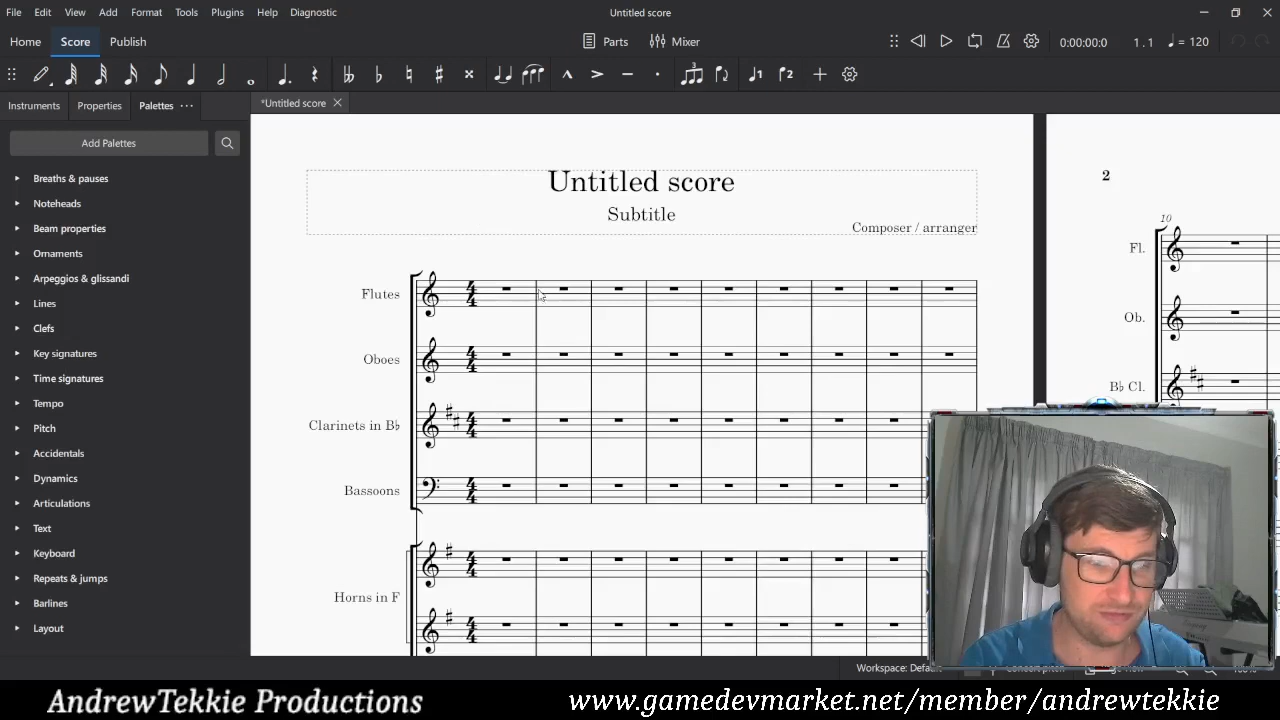 File Edit View Add Format Tools Plugins Help Diagnostic
Untitled score
Home Score Publish
Parts Mixer
0:00:00:0 1 . 1 = 120
Instruments Properties Palettes
*Untitled score
Add Palettes
Breaths & pauses
Noteheads
Beam properties
Ornaments
Arpeggios & glissandi
Lines
Clefs
Key signatures
Time signatures
Tempo
Pitch
Accidentals
Dynamics
Articulations
Text
Keyboard
Repeats & jumps
Barlines
Layout
Untitled score
Subtitle
Composer / arranger
Flutes
Oboes
Clarinets in B♭
Bassoons
Horns in F
2
10
Fl.
Ob.
B♭ Cl.
Workspace: Default
AndrewTekkie Productions
www.gamedevmarket.net/member/andrewtekkie